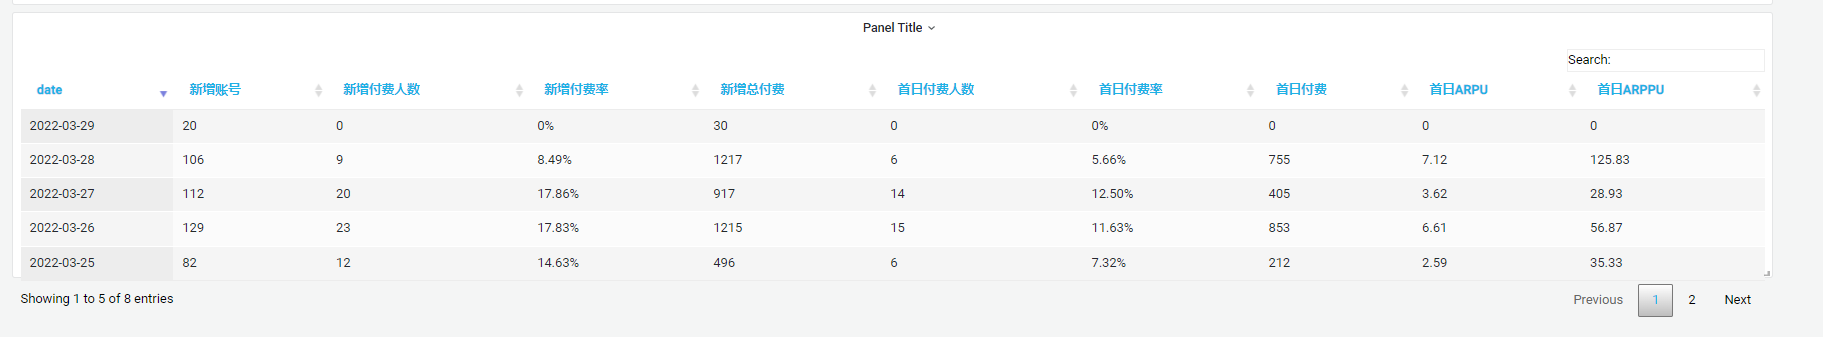 Panel Title
Search:
date 新增账号 新增付费人数 新增付费率 新增总付费 首日付费人数 首日付费率 首日付费 首日ARPU 首日ARPPU
2022-03-29 20 0 0% 30 0 0% 0 0 0
2022-03-28 106 9 8.49% 1217 6 5.66% 755 7.12 125.83
2022-03-27 112 20 17.86% 917 14 12.50% 405 3.62 28.93
2022-03-26 129 23 17.83% 1215 15 11.63% 853 6.61 56.87
2022-03-25 82 12 14.63% 496 6 7.32% 212 2.59 35.33
Showing 1 to 5 of 8 entries Previous 1 2 Next